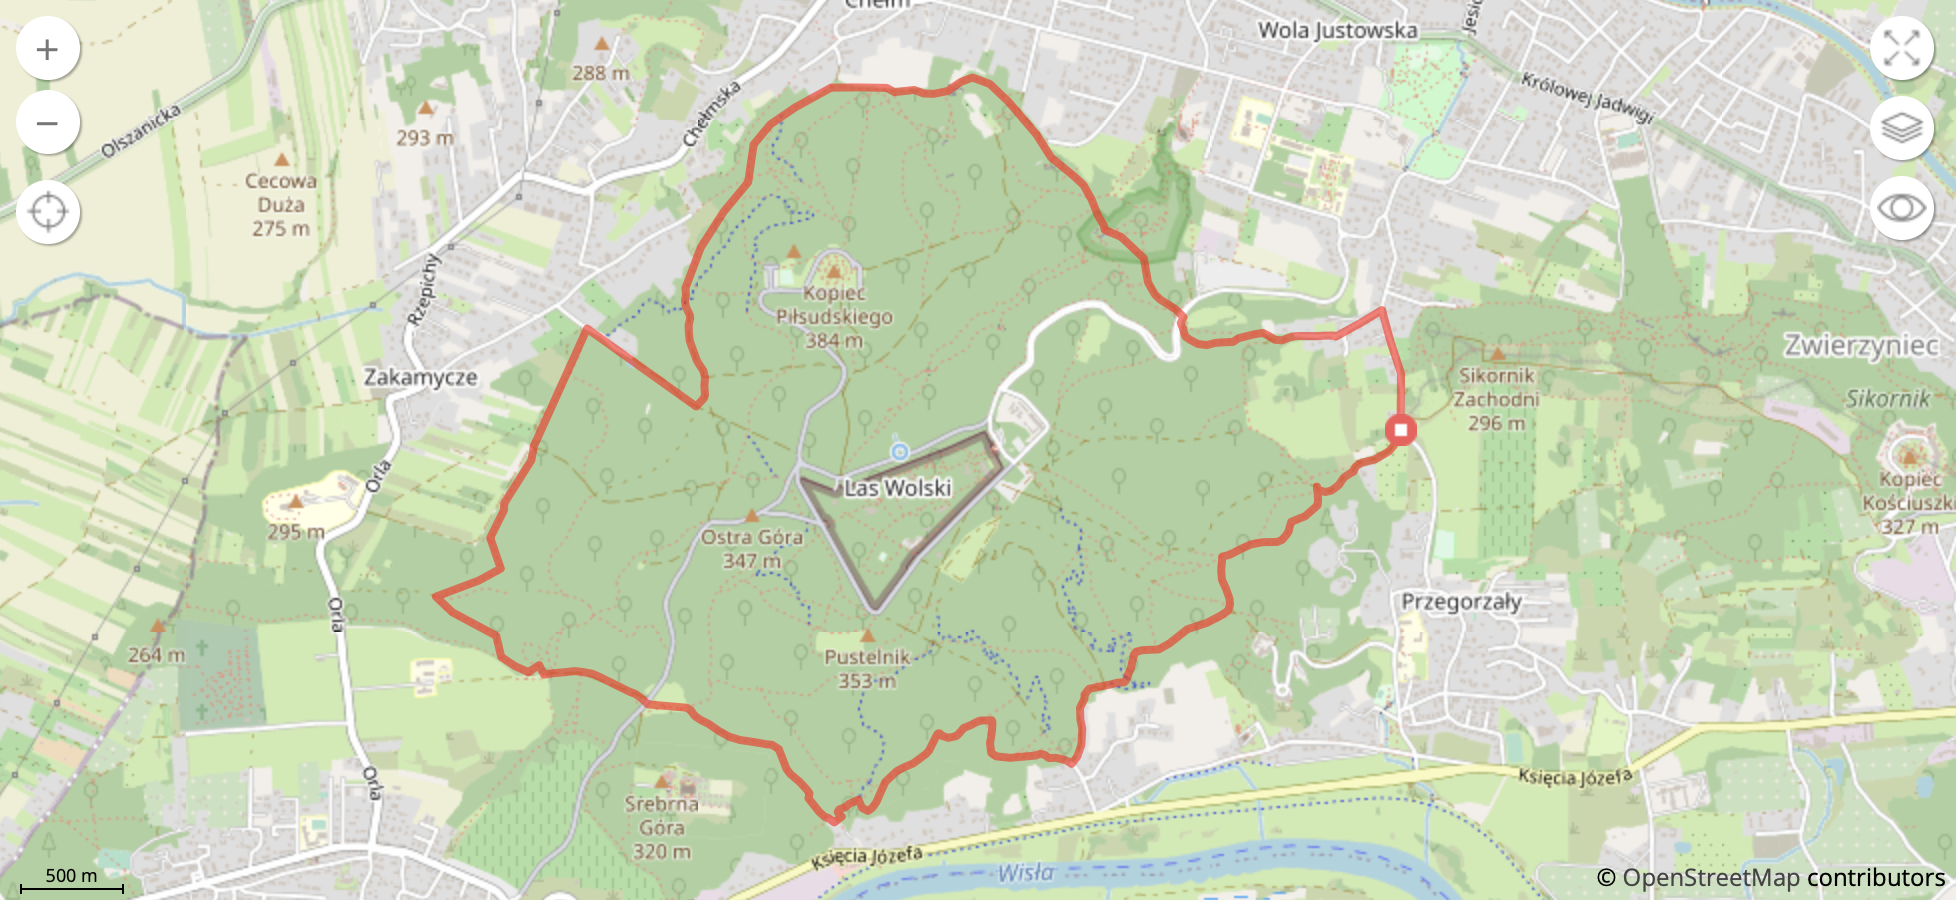 Chełm
Wola Justowska
Jesio
288 m
Królowej Jadwigi
Olszanicka
293 m
Chełmska
Cecowa
Duża
275 m
Rzepichy
Kopiec
Piłsudskiego
384 m
Zwierzyniec
Zakamycze
Sikornik
Zachodni
296 m
Sikornik
Orla
Las Wolski
Kopiec
Kościuszki
327 m
295 m
Ostra Góra
347 m
Orla
Przegorzały
264 m
Pustelnik
353 m
Orla
Srebrna
Góra
320 m
Księcia Józefa
Księcia Józefa
Wisła
500 m
© OpenStreetMap contributors